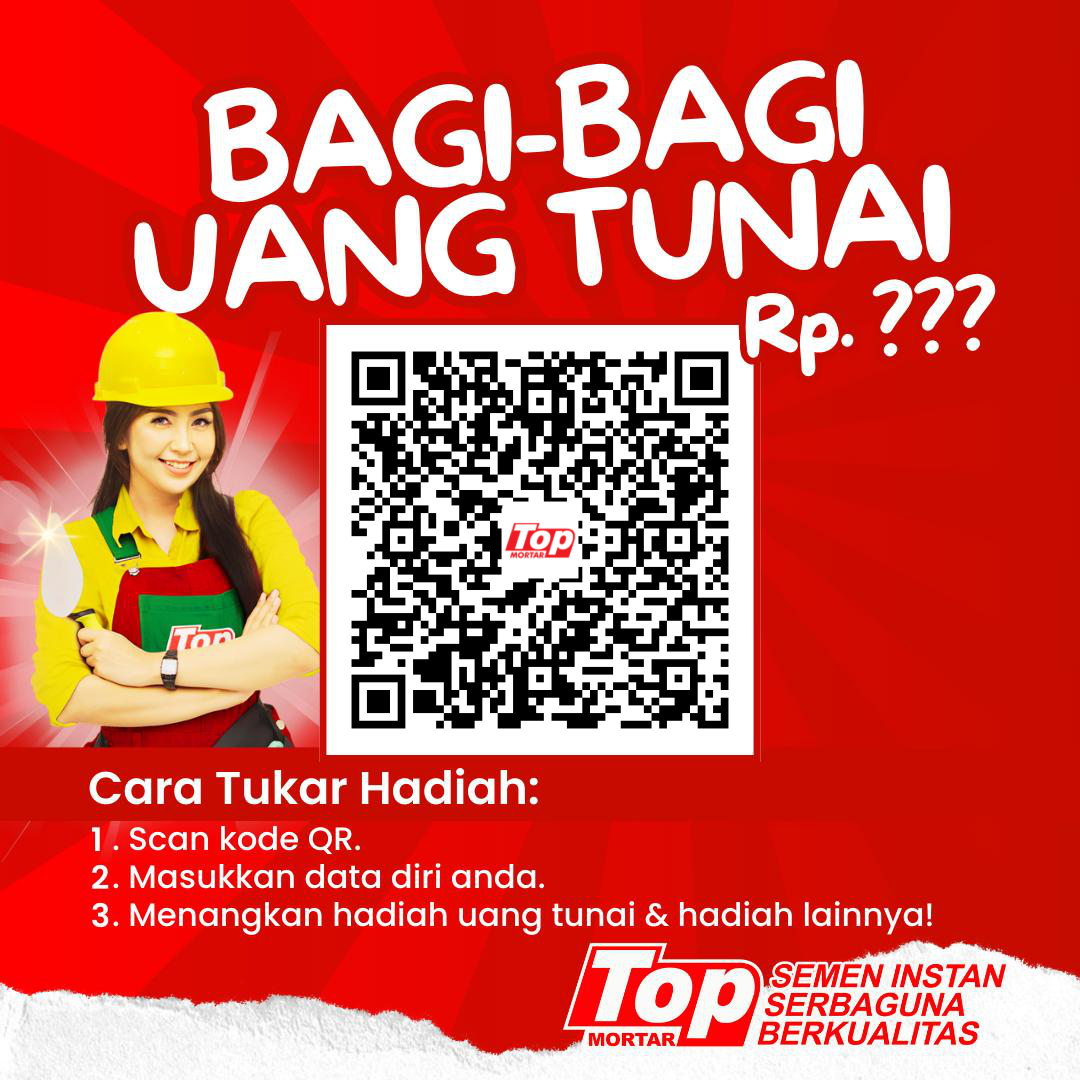 BAGI-BAGI
UANG TUNAI
Rp. ???
Top
MORTAR
Top
Cara Tukar Hadiah:
1. Scan kode QR.
2. Masukkan data diri anda.
3. Menangkan hadiah uang tunai & hadiah lainnya!
Top
MORTAR
SEMEN INSTAN
SERBAGUNA
BERKUALITAS